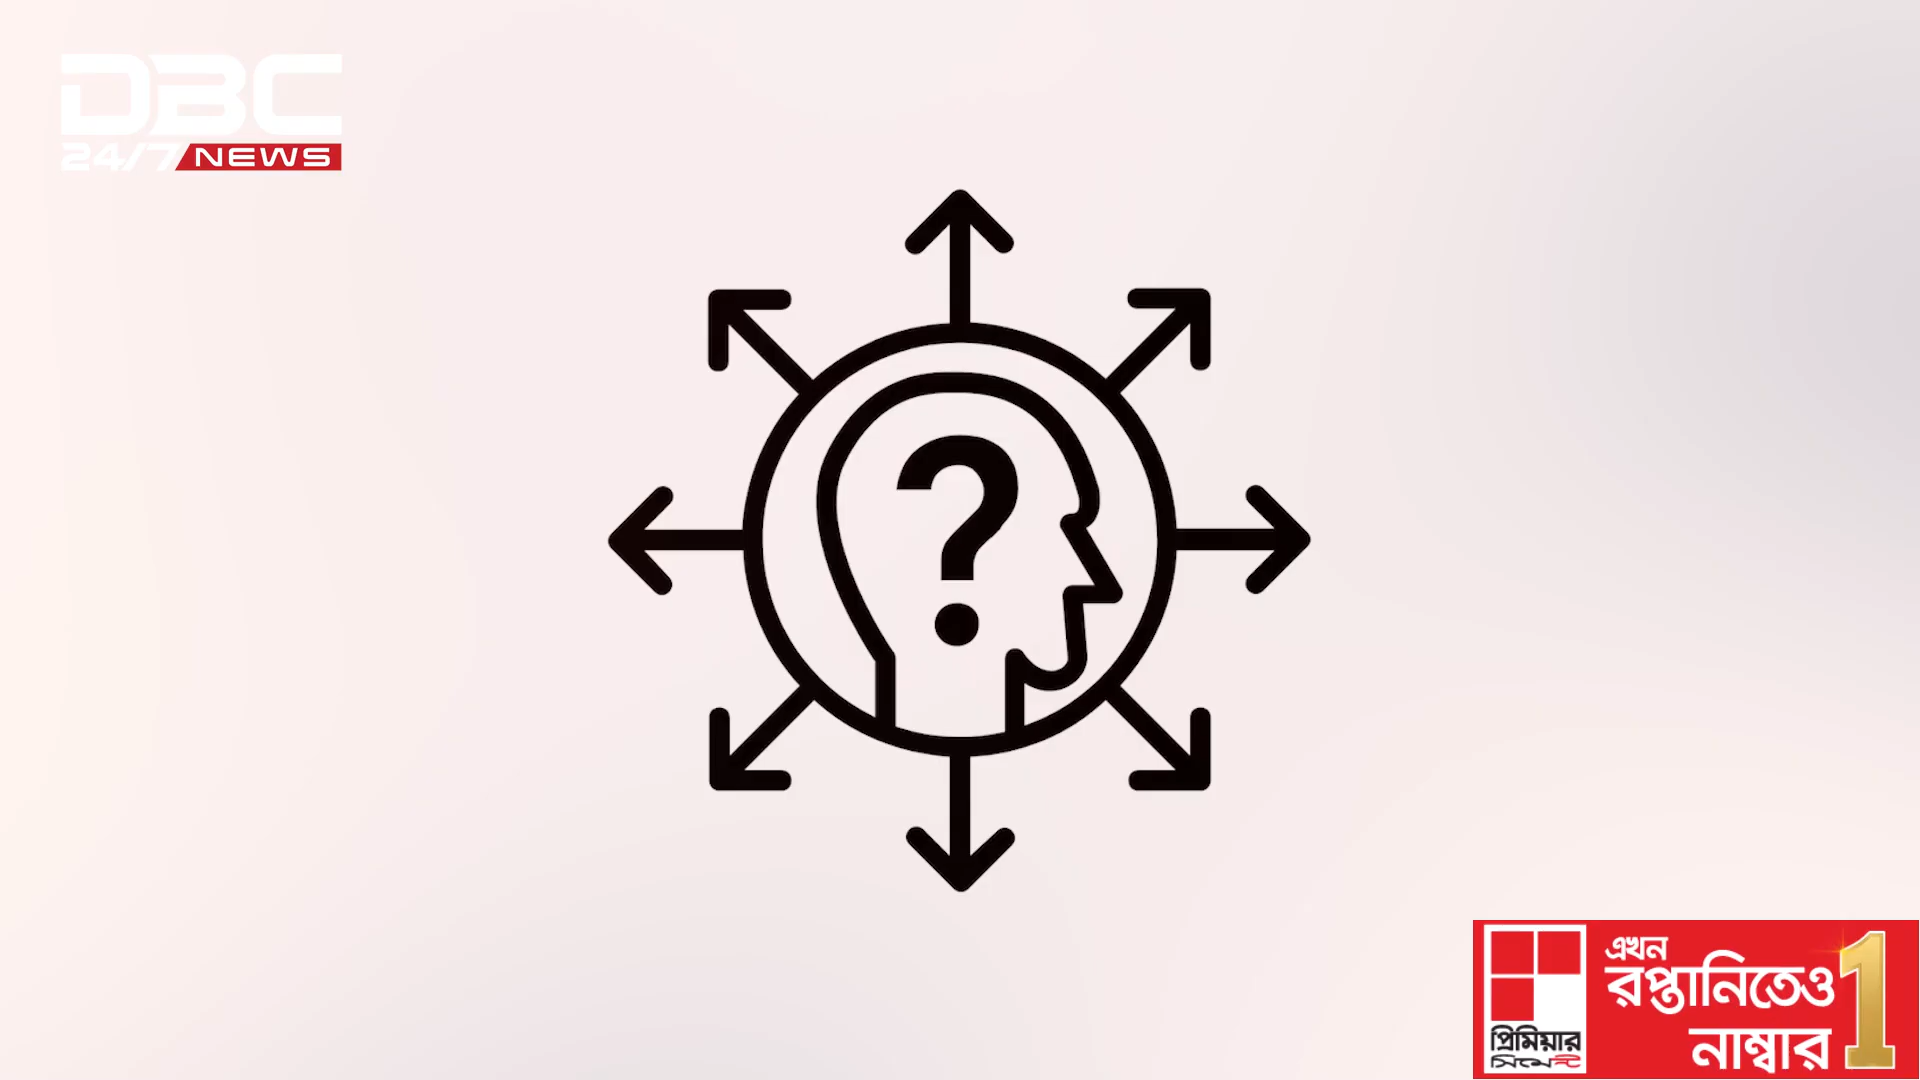 DBC
24/7 NEWS
?
এখন
রপ্তানিতেও
নাম্বার 1
প্রিমিয়ার
সিমেন্ট